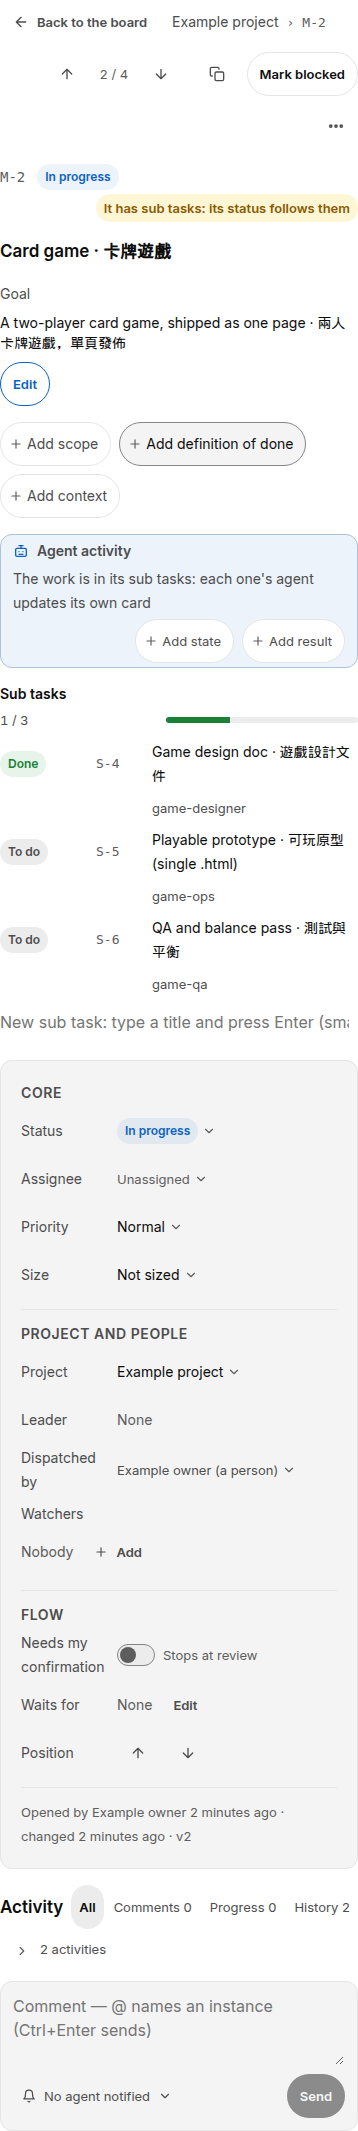 Back to the board Example project › M-2
2 / 4 Mark blocked
M-2 In progress
It has sub tasks: its status follows them
Card game · 卡牌遊戲
Goal
A two-player card game, shipped as one page · 兩人
卡牌遊戲，單頁發佈
Edit
+ Add scope + Add definition of done
+ Add context
Agent activity
The work is in its sub tasks: each one's agent
updates its own card
+ Add state + Add result
Sub tasks
1 / 3
Done S-4 Game design doc · 遊戲設計文
件
game-designer
To do S-5 Playable prototype · 可玩原型
(single .html)
game-ops
To do S-6 QA and balance pass · 測試與
平衡
game-qa
New sub task: type a title and press Enter (sma
CORE
Status In progress
Assignee Unassigned
Priority Normal
Size Not sized
PROJECT AND PEOPLE
Project Example project
Leader None
Dispatched
by Example owner (a person)
Watchers
Nobody + Add
FLOW
Needs my
confirmation Stops at review
Waits for None Edit
Position
Opened by Example owner 2 minutes ago ·
changed 2 minutes ago · v2
Activity All Comments 0 Progress 0 History 2
2 activities
Comment — @ names an instance
(Ctrl+Enter sends)
No agent notified Send